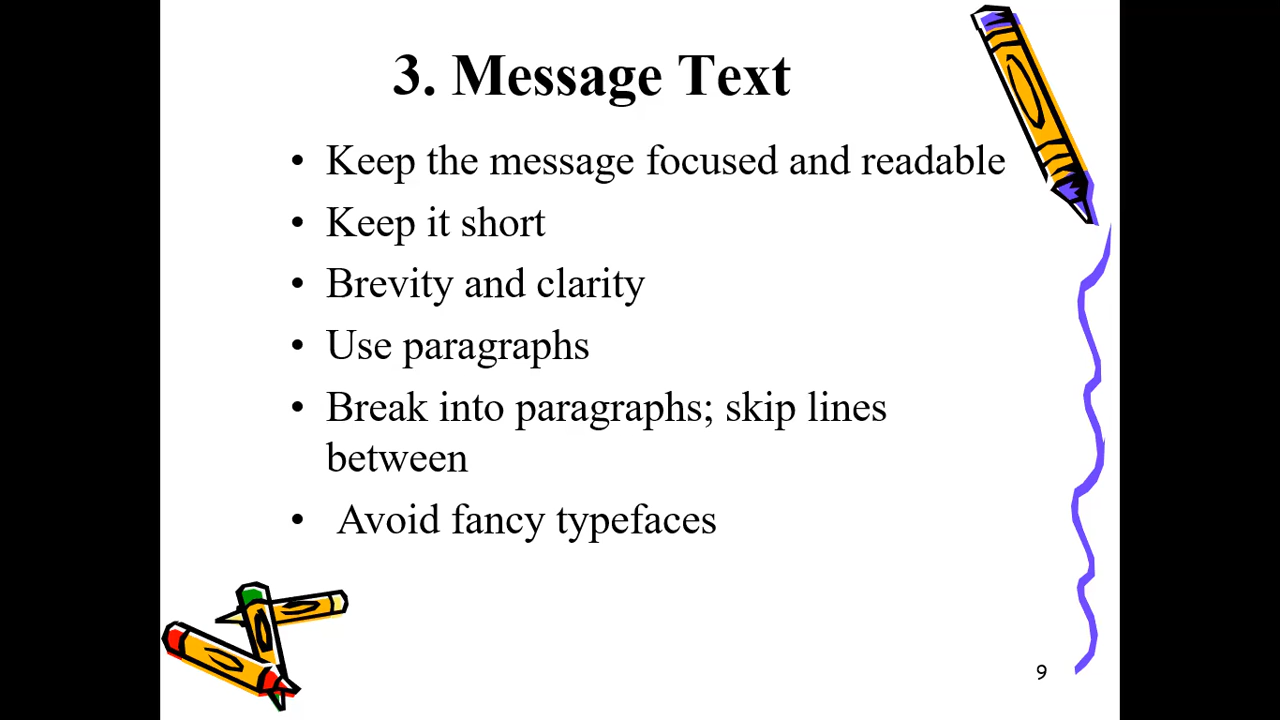 3. Message Text
• Keep the message focused and readable
• Keep it short
• Brevity and clarity
• Use paragraphs
• Break into paragraphs; skip lines
between
• Avoid fancy typefaces
9